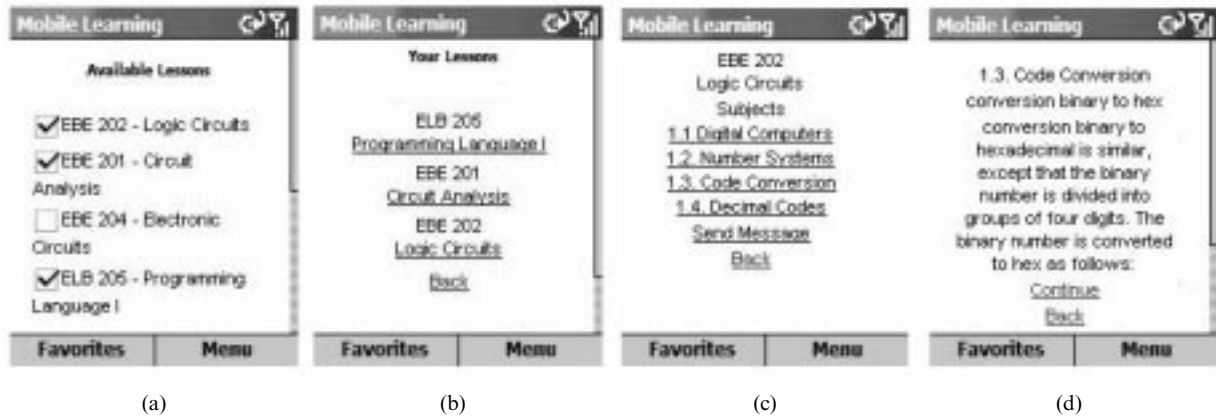 Mobile Learning
Available Lessons
EBE 202 - Logic Circuits
EBE 201 - Circuit
Analysis
EBE 204 - Electronic
Circuits
ELB 205 - Programming
Language I
Favorites Menu
(a)
Mobile Learning
Your Lessons
ELB 205
Programming Language I
EBE 201
Circuit Analysis
EBE 202
Logic Circuits
Back
Favorites Menu
(b)
Mobile Learning
EBE 202
Logic Circuits
Subjects
1.1 Digital Computers
1.2. Number Systems
1.3. Code Conversion
1.4. Decimal Codes
Send Message
Back
Favorites Menu
(c)
Mobile Learning
1.3. Code Conversion
conversion binary to hex
conversion binary to
hexadecimal is similar,
except that the binary
number is divided into
groups of four digits. The
binary number is converted
to hex as follows:
Continue
Back
Favorites Menu
(d)